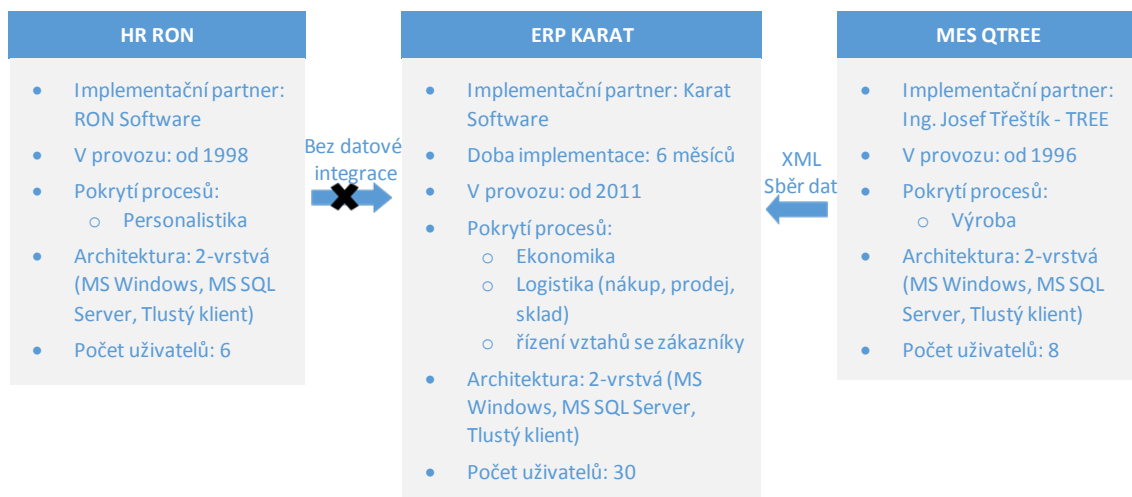 HR RON
• Implementační partner:
RON Software
• V provozu: od 1998
• Pokrytí procesů:
o Personalistika
• Architektura: 2-vrstvá
(MS Windows, MS SQL
Server, Tlustý klient)
• Počet uživatelů: 6
Bez datové
integrace
ERP KARAT
• Implementační partner: Karat
Software
• Doba implementace: 6 měsíců
• V provozu: od 2011
• Pokrytí procesů:
o Ekonomika
o Logistika (nákup, prodej,
sklad)
o řízení vztahů se zákazníky
• Architektura: 2-vrstvá (MS
Windows, MS SQL Server,
Tlustý klient)
• Počet uživatelů: 30
XML
Sběr dat
MES QTREE
• Implementační partner:
Ing. Josef Třeštík - TREE
• V provozu: od 1996
• Pokrytí procesů:
o Výroba
• Architektura: 2-vrstvá
(MS Windows, MS SQL
Server, Tlustý klient)
• Počet uživatelů: 8